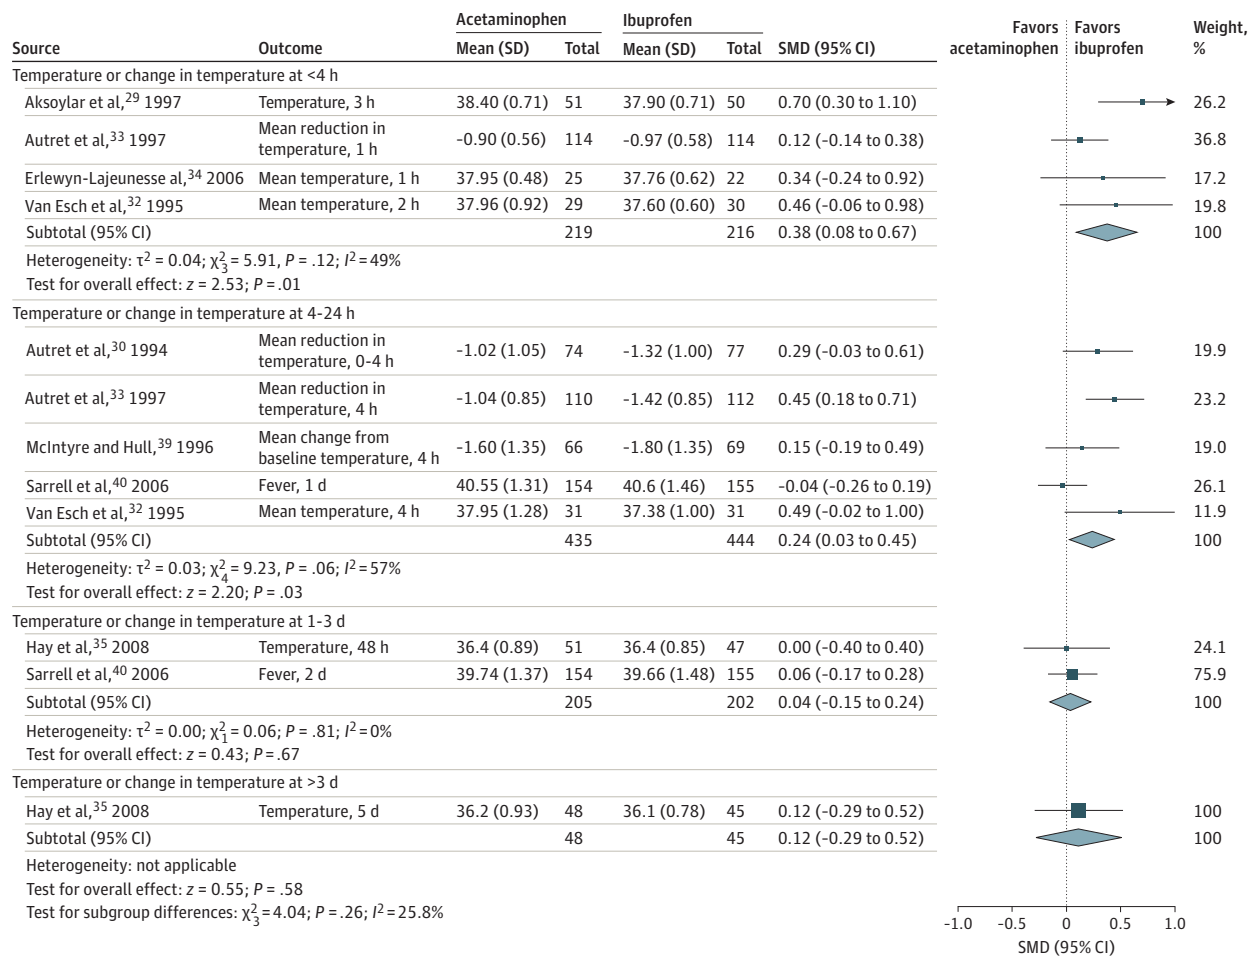 Acetaminophen Ibuprofen Favors Favors Weight,
Source Outcome Mean (SD) Total Mean (SD) Total SMD (95% CI) acetaminophen ibuprofen %
Temperature or change in temperature at <4 h
Aksoylar et al,29 1997 Temperature, 3 h 38.40 (0.71) 51 37.90 (0.71) 50 0.70 (0.30 to 1.10) 26.2
Autret et al,33 1997 Mean reduction in temperature, 1 h -0.90 (0.56) 114 -0.97 (0.58) 114 0.12 (-0.14 to 0.38) 36.8
Erlewyn-Lajeunesse al,34 2006 Mean temperature, 1 h 37.95 (0.48) 25 37.76 (0.62) 22 0.34 (-0.24 to 0.92) 17.2
Van Esch et al,32 1995 Mean temperature, 2 h 37.96 (0.92) 29 37.60 (0.60) 30 0.46 (-0.06 to 0.98) 19.8
Subtotal (95% CI) 219 216 0.38 (0.08 to 0.67) 100
Heterogeneity: τ2 = 0.04; χ2 3 = 5.91, P = .12; I2 = 49%
Test for overall effect: z = 2.53; P = .01
Temperature or change in temperature at 4-24 h
Autret et al,30 1994 Mean reduction in temperature, 0-4 h -1.02 (1.05) 74 -1.32 (1.00) 77 0.29 (-0.03 to 0.61) 19.9
Autret et al,33 1997 Mean reduction in temperature, 4 h -1.04 (0.85) 110 -1.42 (0.85) 112 0.45 (0.18 to 0.71) 23.2
McIntyre and Hull,39 1996 Mean change from baseline temperature, 4 h -1.60 (1.35) 66 -1.80 (1.35) 69 0.15 (-0.19 to 0.49) 19.0
Sarrell et al,40 2006 Fever, 1 d 40.55 (1.31) 154 40.6 (1.46) 155 -0.04 (-0.26 to 0.19) 26.1
Van Esch et al,32 1995 Mean temperature, 4 h 37.95 (1.28) 31 37.38 (1.00) 31 0.49 (-0.02 to 1.00) 11.9
Subtotal (95% CI) 435 444 0.24 (0.03 to 0.45) 100
Heterogeneity: τ2 = 0.03; χ2 4 = 9.23, P = .06; I2 = 57%
Test for overall effect: z = 2.20; P = .03
Temperature or change in temperature at 1-3 d
Hay et al,35 2008 Temperature, 48 h 36.4 (0.89) 51 36.4 (0.85) 47 0.00 (-0.40 to 0.40) 24.1
Sarrell et al,40 2006 Fever, 2 d 39.74 (1.37) 154 39.66 (1.48) 155 0.06 (-0.17 to 0.28) 75.9
Subtotal (95% CI) 205 202 0.04 (-0.15 to 0.24) 100
Heterogeneity: τ2 = 0.00; χ2 1 = 0.06; P = .81; I2 = 0%
Test for overall effect: z = 0.43; P = .67
Temperature or change in temperature at >3 d
Hay et al,35 2008 Temperature, 5 d 36.2 (0.93) 48 36.1 (0.78) 45 0.12 (-0.29 to 0.52) 100
Subtotal (95% CI) 48 45 0.12 (-0.29 to 0.52) 100
Heterogeneity: not applicable
Test for overall effect: z = 0.55; P = .58
Test for subgroup differences: χ2 3 = 4.04; P = .26; I2 = 25.8%
-1.0 -0.5 0 0.5 1.0
SMD (95% CI)